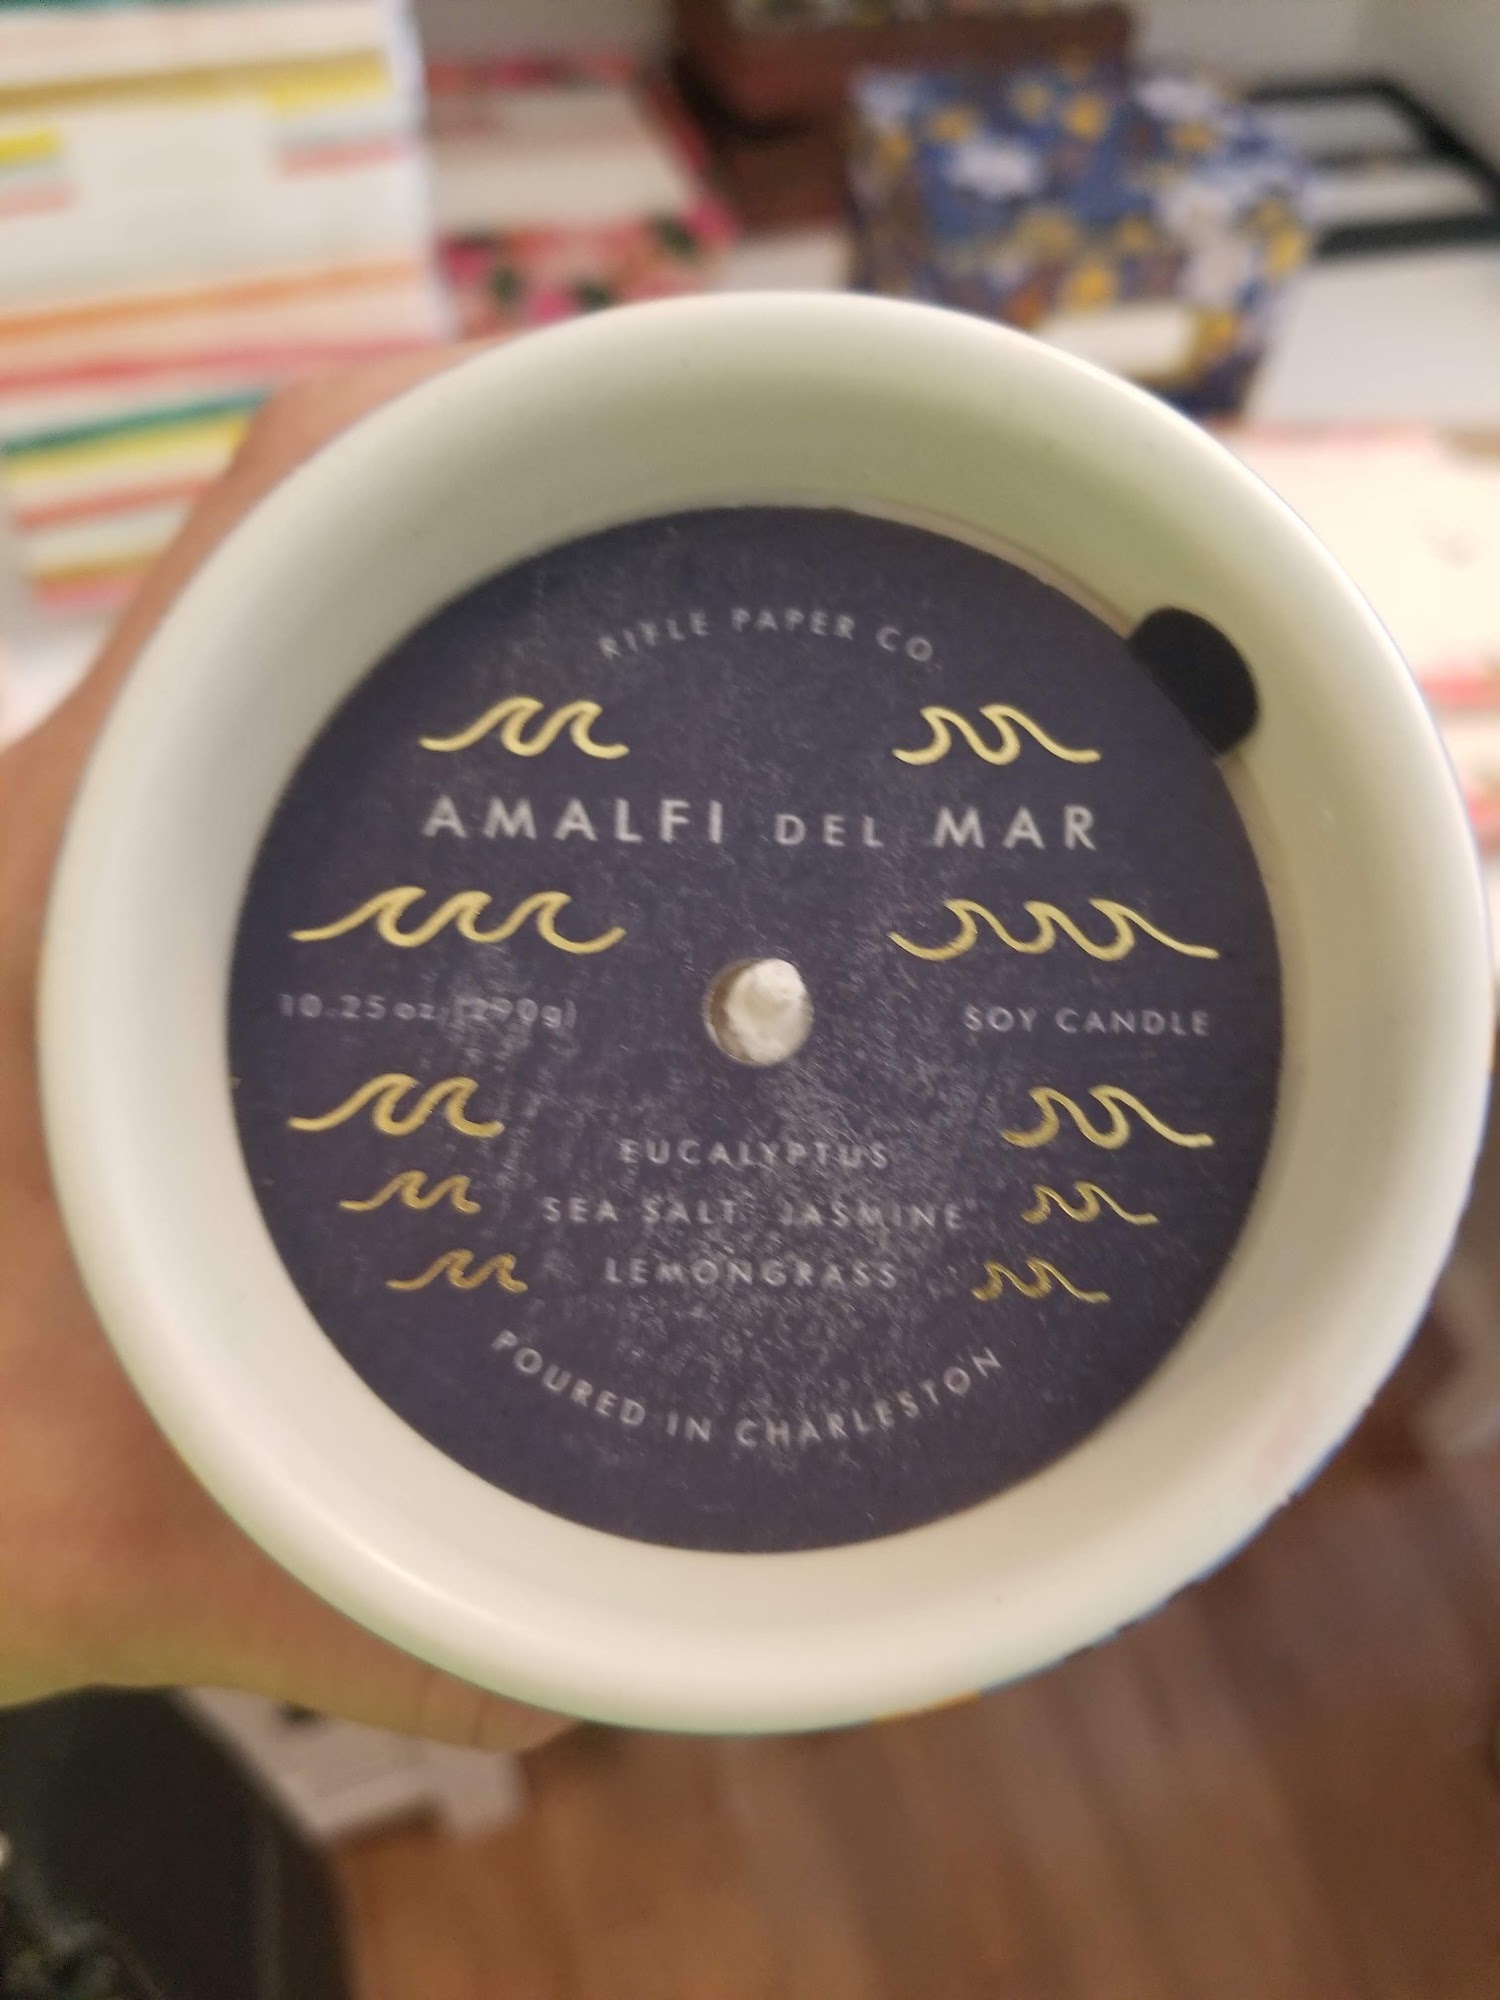 RIFLE PAPER CO.
AMALFI DEL MAR
10.25 oz (290g)
SOY CANDLE
EUCALYPTUS
SEA SALT JASMINE
LEMONGRASS
POURED IN CHARLESTON